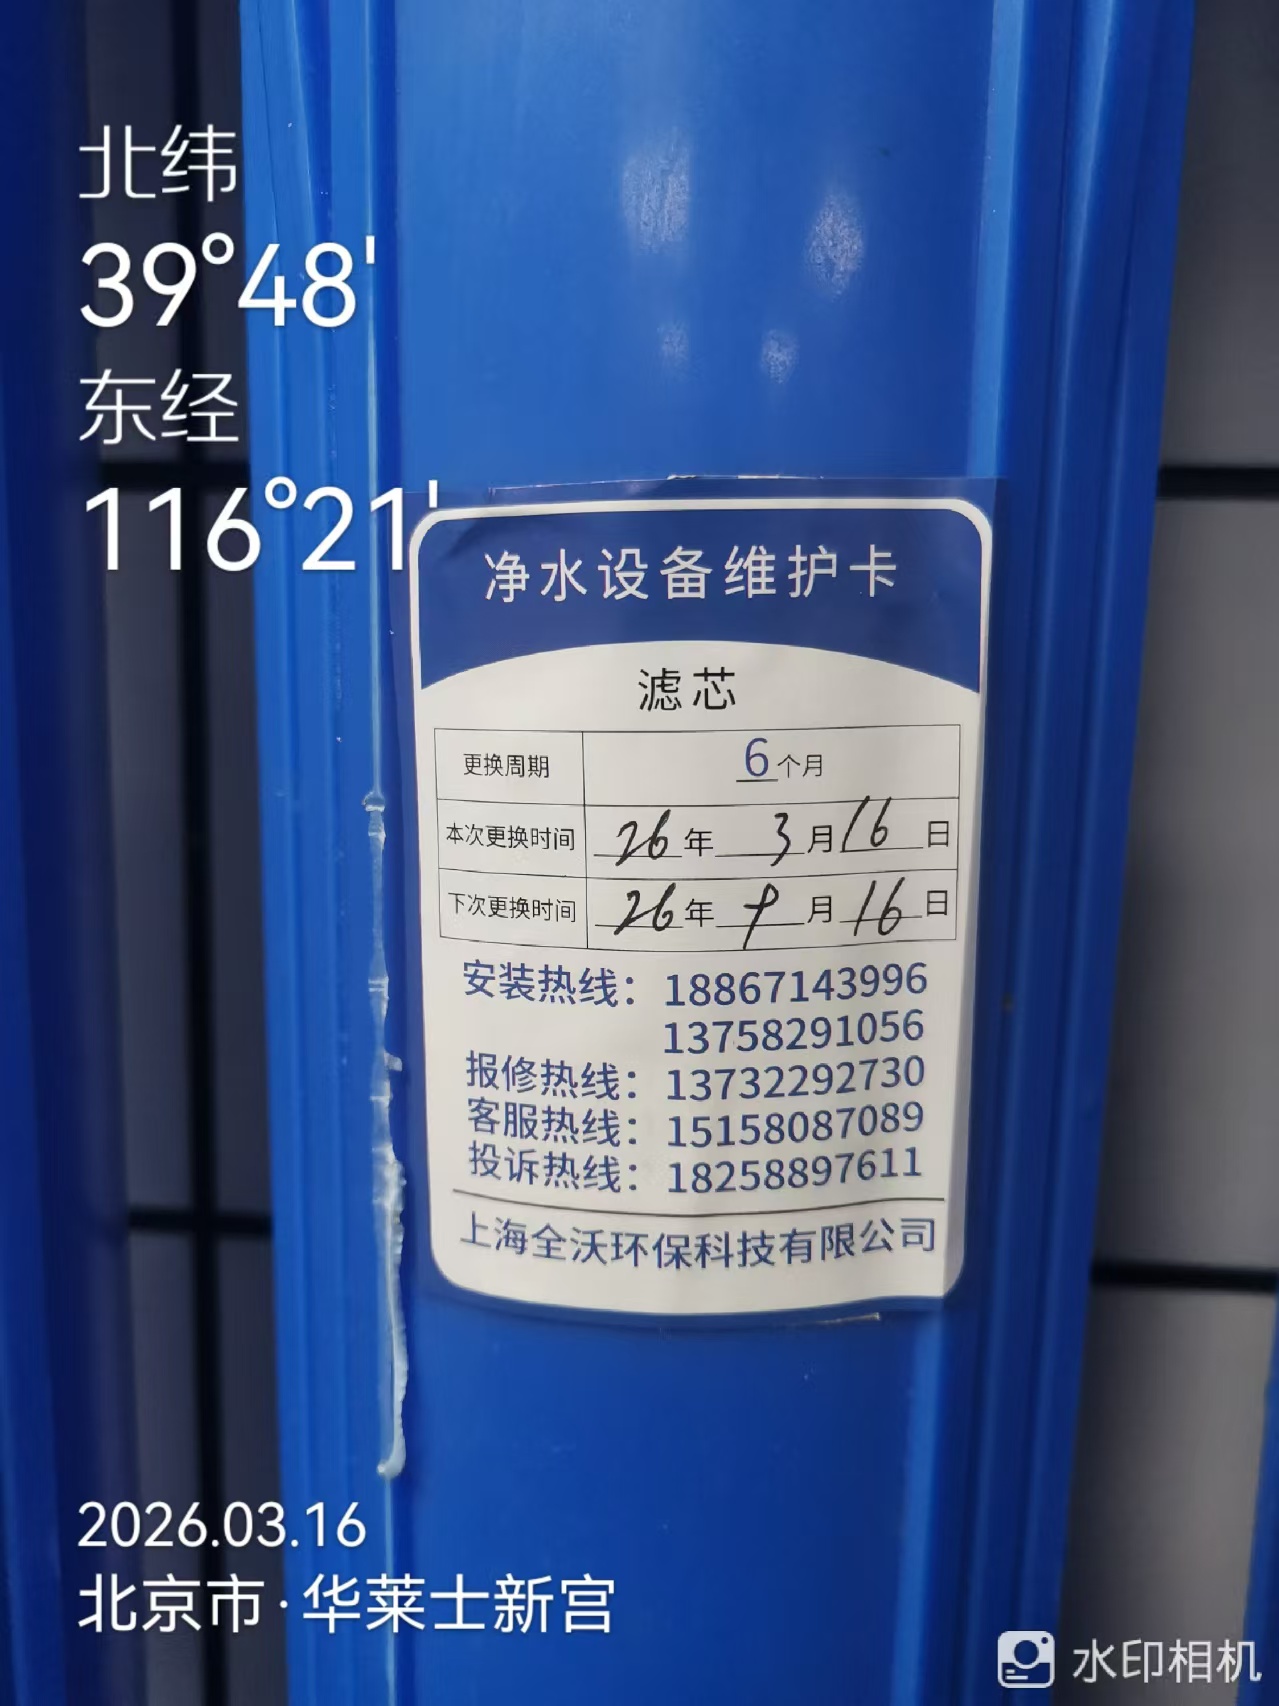 北纬
39°48'
东经
116°21'
净水设备维护卡
滤芯
更换周期 6个月
本次更换时间 26年 3月16日
下次更换时间 26年 9月16日
安装热线：18867143996
13758291056
报修热线：13732292730
客服热线：15158087089
投诉热线：18258897611
上海全沃环保科技有限公司
2026.03.16
北京市·华莱士新宫
水印相机